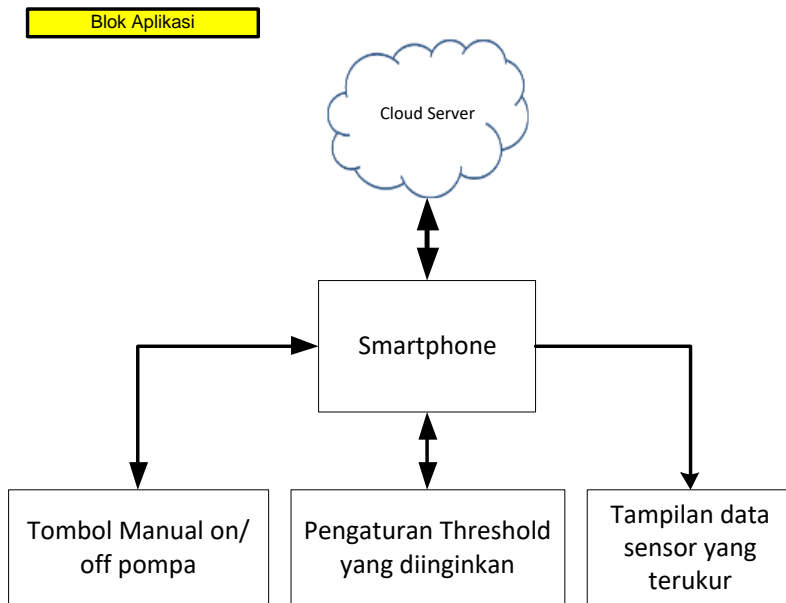 Blok Aplikasi
Cloud Server
Smartphone
Tombol Manual on/
off pompa
Pengaturan Threshold
yang diinginkan
Tampilan data
sensor yang
terukur